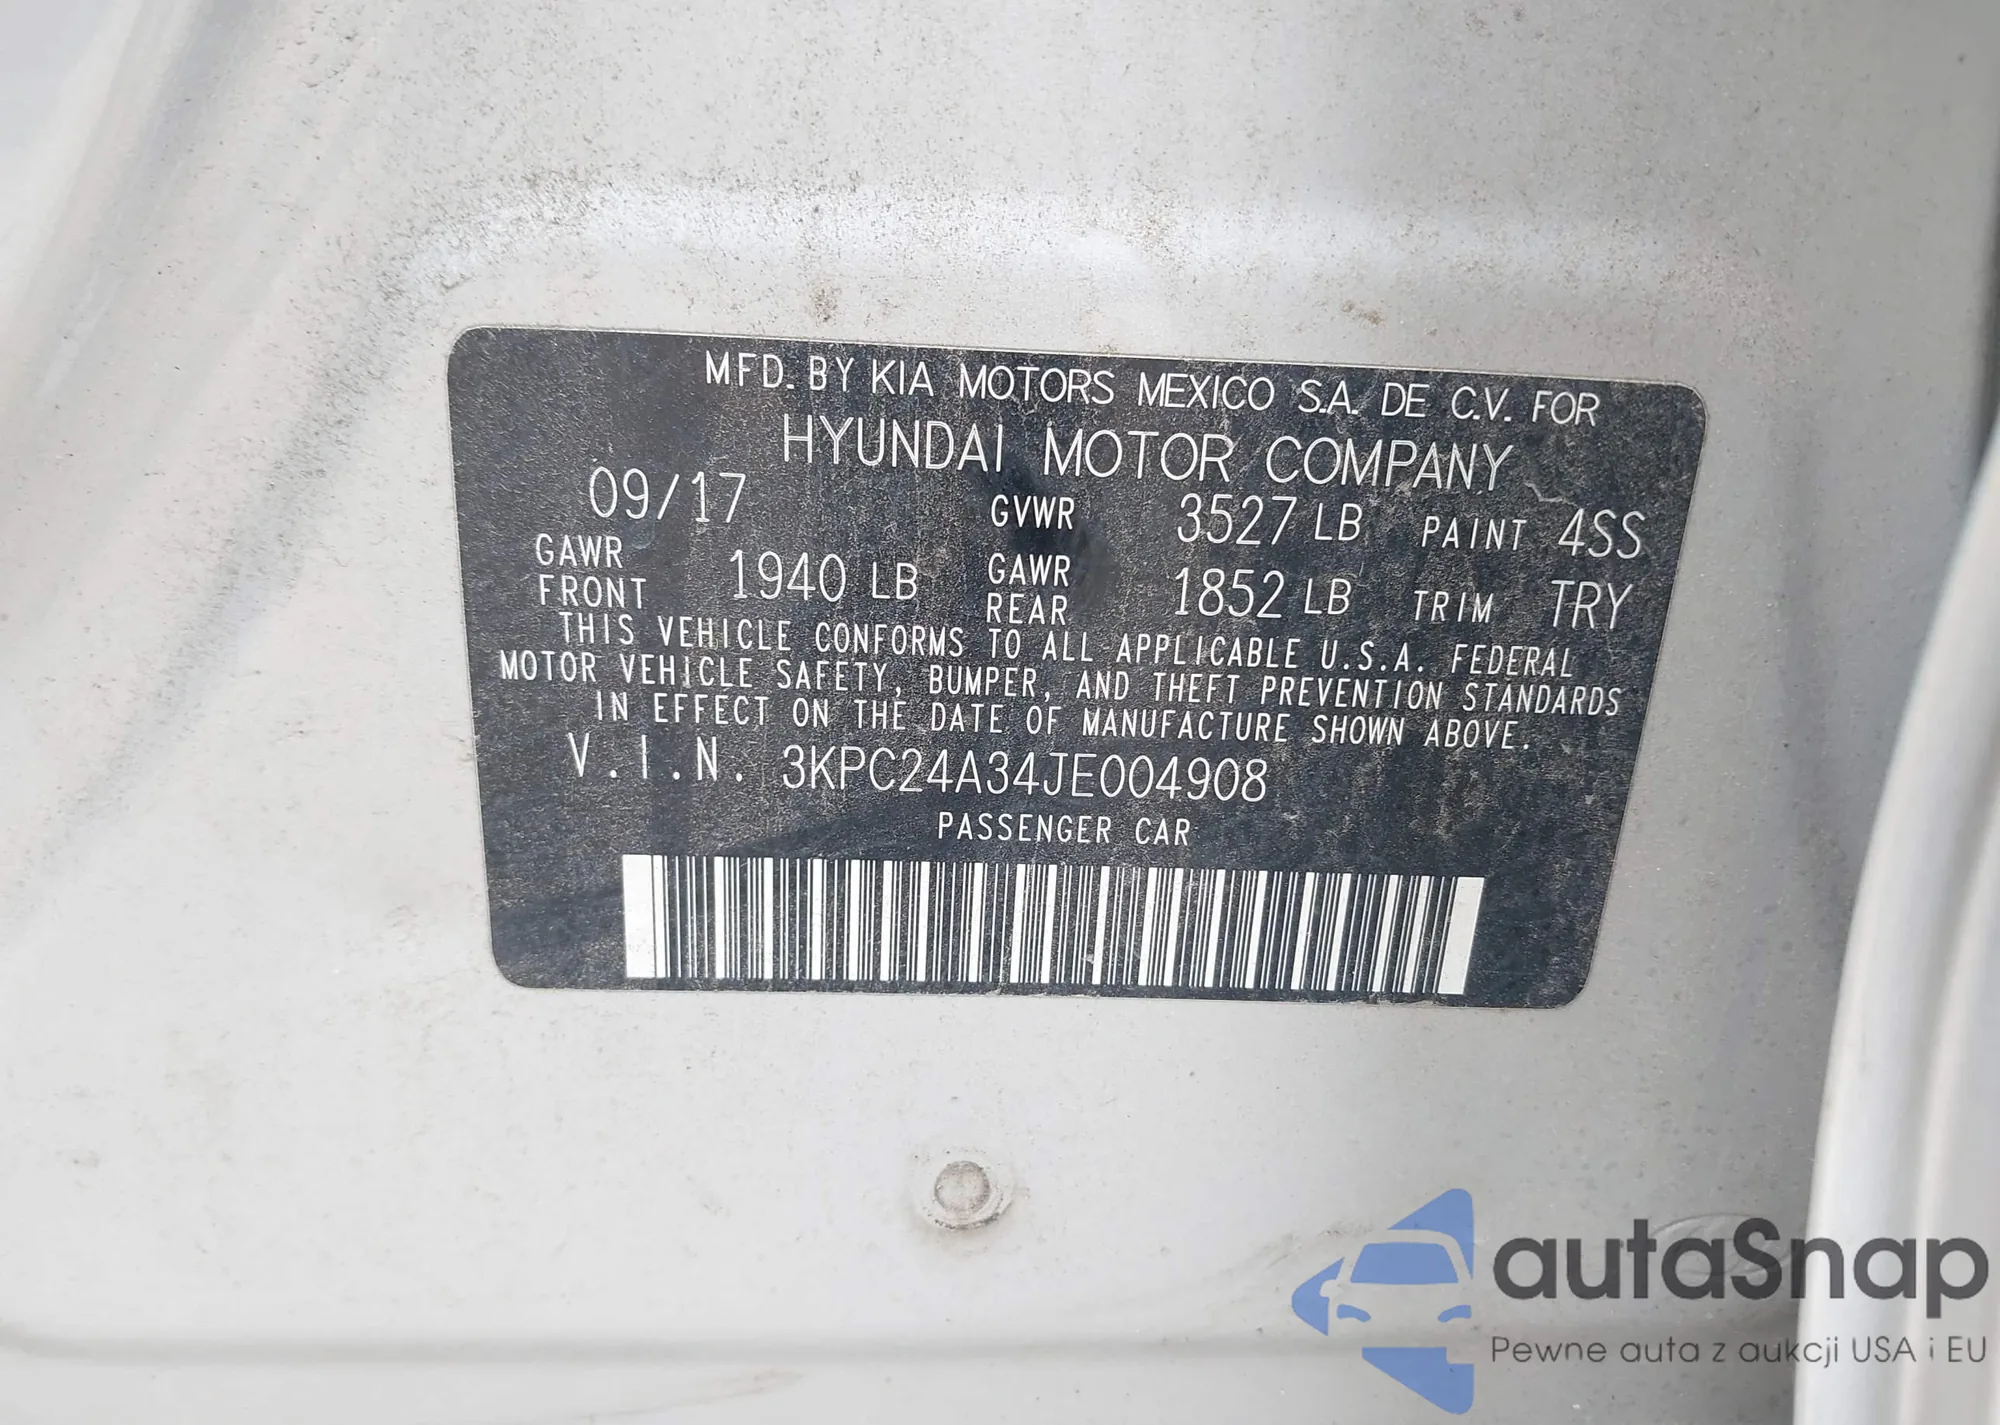 MFD. BY KIA MOTORS MEXICO S.A. DE C.V. FOR
HYUNDAI MOTOR COMPANY
09/17 GVWR 3527 LB PAINT 4SS
GAWR FRONT 1940 LB GAWR REAR 1852 LB TRIM TRY
THIS VEHICLE CONFORMS TO ALL APPLICABLE U.S.A. FEDERAL
MOTOR VEHICLE SAFETY, BUMPER, AND THEFT PREVENTION STANDARDS
IN EFFECT ON THE DATE OF MANUFACTURE SHOWN ABOVE.
V.I.N. 3KPC24A34JE004908
PASSENGER CAR
autaSnap
Pewne auta z aukcji USA i EU